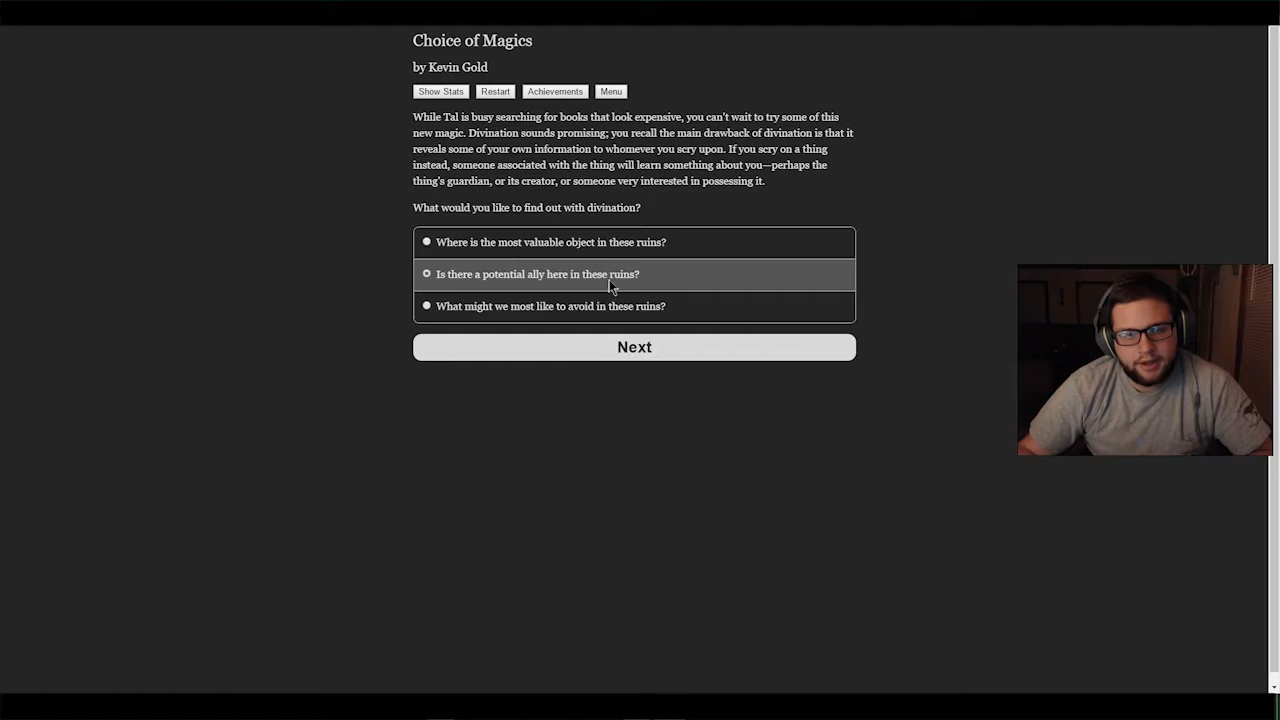 Choice of Magics
by Kevin Gold
Show Stats Restart Achievements Menu
While Tal is busy searching for books that look expensive, you can't wait to try some of this
new magic. Divination sounds promising; you recall the main drawback of divination is that it
reveals some of your own information to whomever you scry upon. If you scry on a thing
instead, someone associated with the thing will learn something about you—perhaps the
thing's guardian, or its creator, or someone very interested in possessing it.
What would you like to find out with divination?
Where is the most valuable object in these ruins?
Is there a potential ally here in these ruins?
What might we most like to avoid in these ruins?
Next